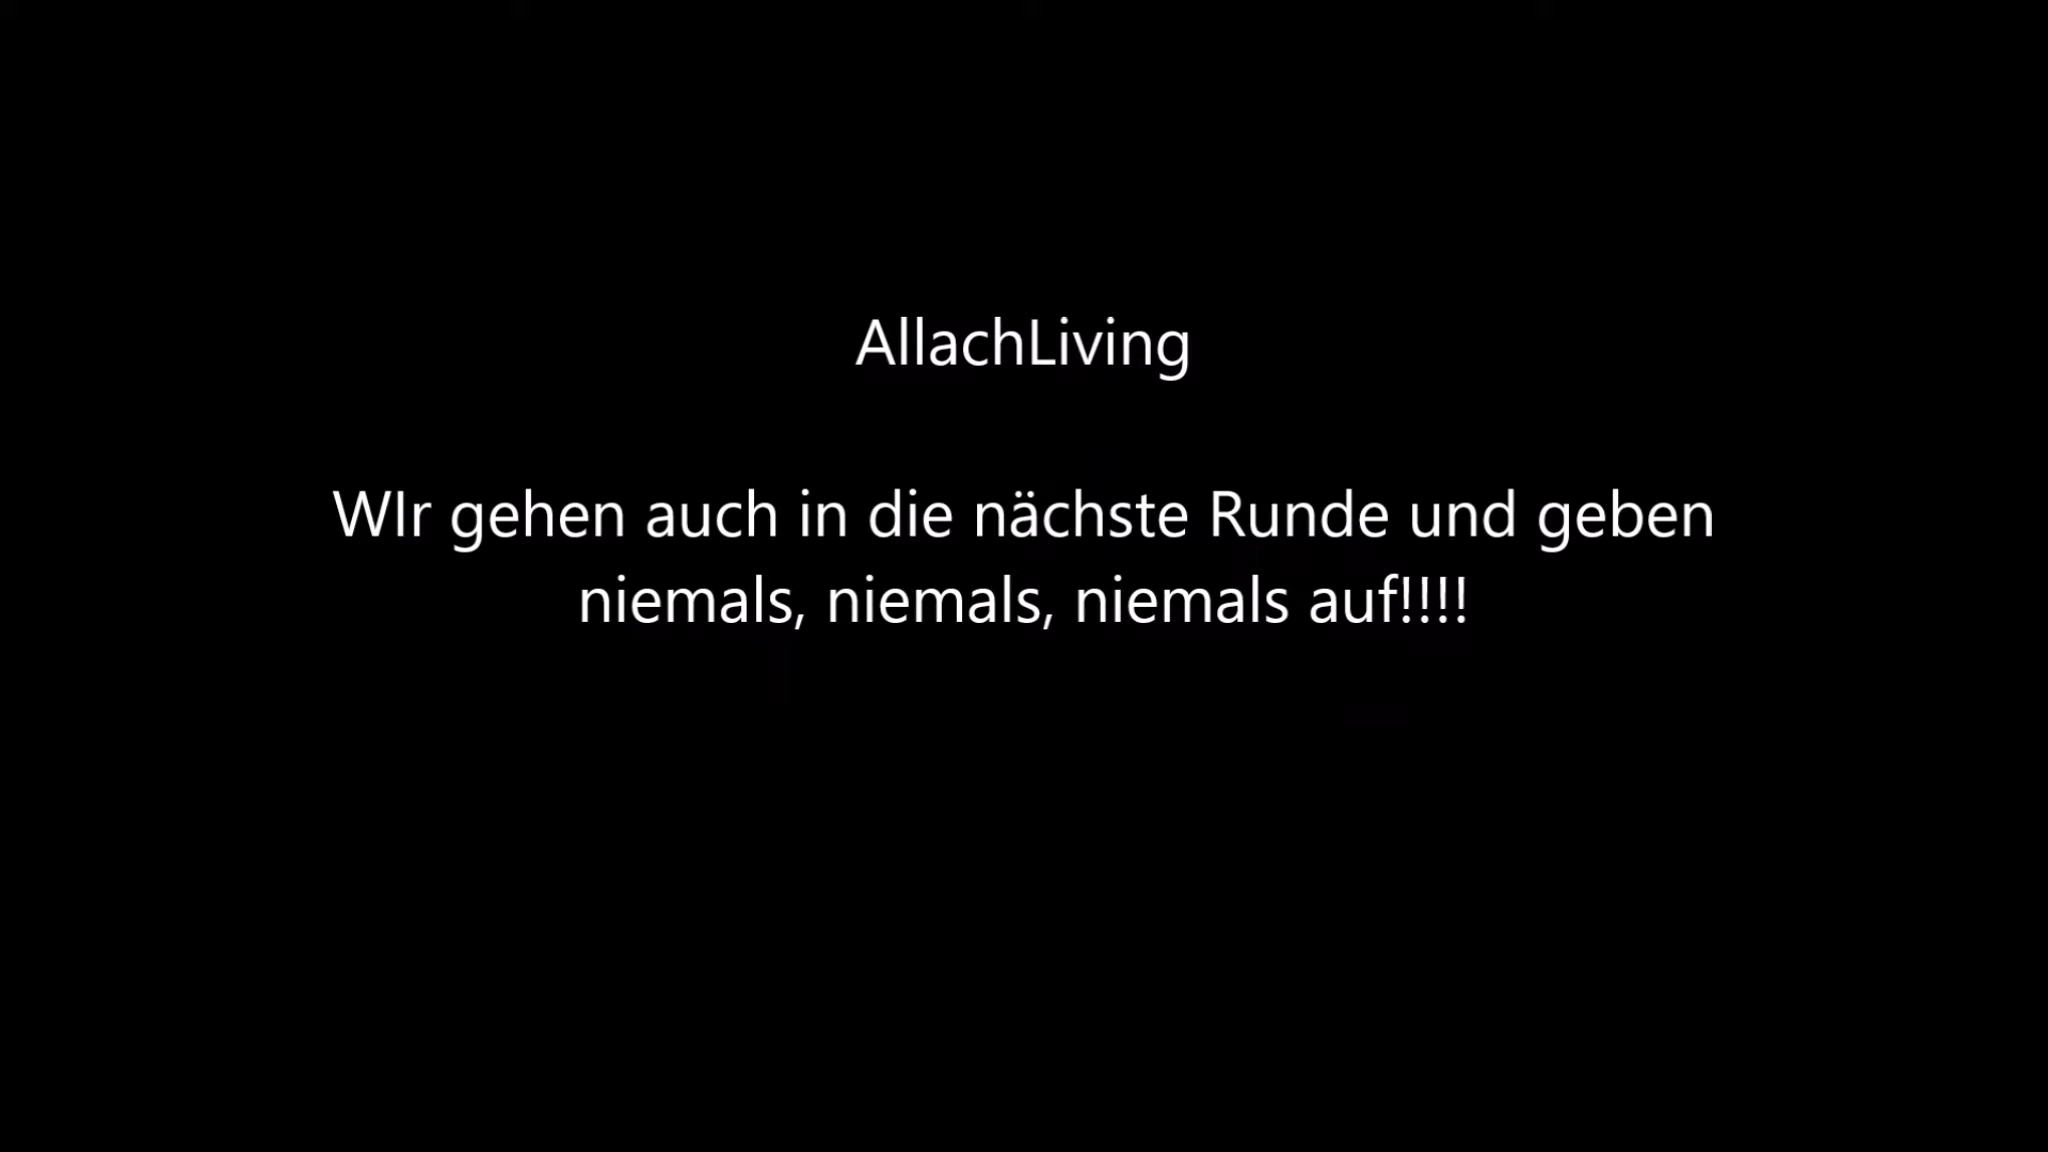 AllachLiving
WIr gehen auch in die nächste Runde und geben
niemals, niemals, niemals auf!!!!